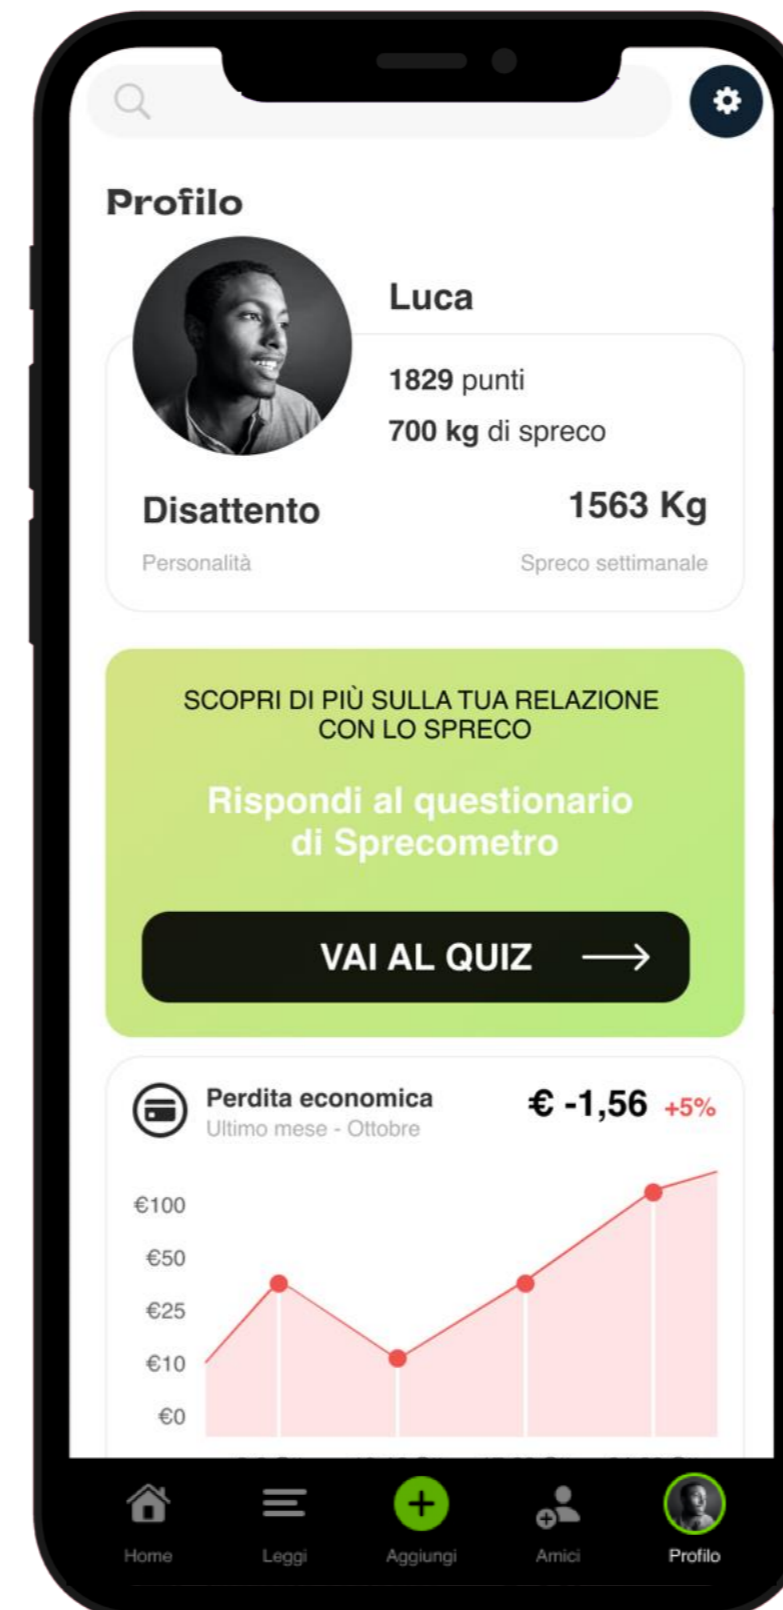 Profilo
Luca
1829 punti
700 kg di spreco
Disattento
1563 Kg
Personalità
Spreco settimanale
SCOPRI DI PIÙ SULLA TUA RELAZIONE
CON LO SPRECO
Rispondi al questionario
di Sprecometro
VAI AL QUIZ
Perdita economica
€ -1,56 +5%
Ultimo mese - Ottobre
€100
€50
€25
€10
€0
Home
Leggi
Aggiungi
Amici
Profilo